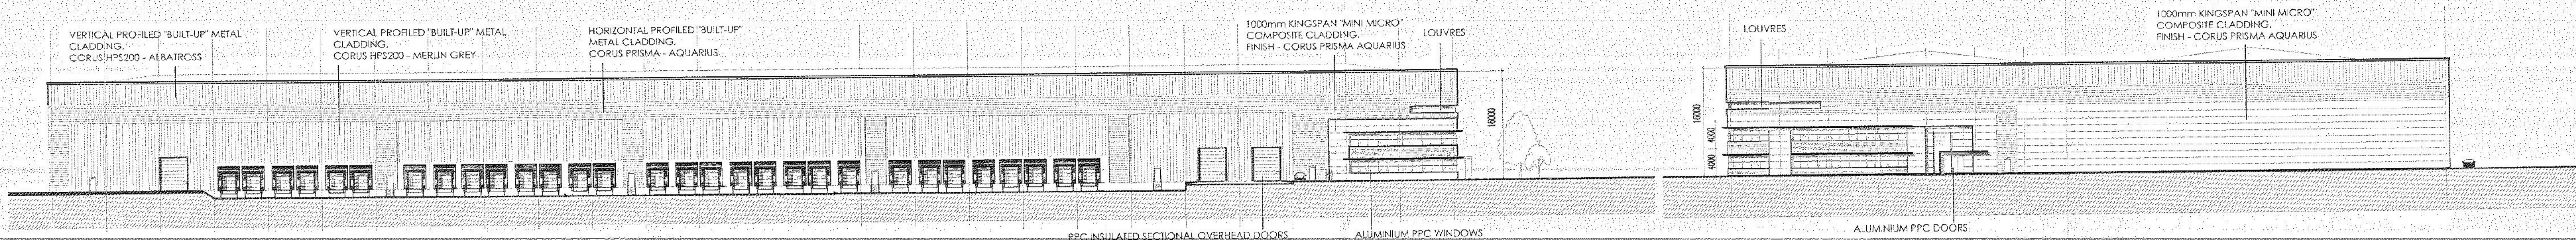 VERTICAL PROFILED "BUILT-UP" METAL
CLADDING.
CORUS HPS200 - ALBATROSS
VERTICAL PROFILED "BUILT-UP" METAL
CLADDING.
CORUS HPS200 - MERLIN GREY
HORIZONTAL PROFILED "BUILT-UP"
METAL CLADDING.
CORUS PRISMA - AQUARIUS
1000mm KINGSPAN "MINI MICRO"
COMPOSITE CLADDING.
FINISH - CORUS PRISMA AQUARIUS
LOUVRES
16000
PPC INSULATED SECTIONAL OVERHEAD DOORS
ALUMINIUM PPC WINDOWS
LOUVRES
1000mm KINGSPAN "MINI MICRO"
COMPOSITE CLADDING.
FINISH - CORUS PRISMA AQUARIUS
16000
4000
4000
ALUMINIUM PPC DOORS